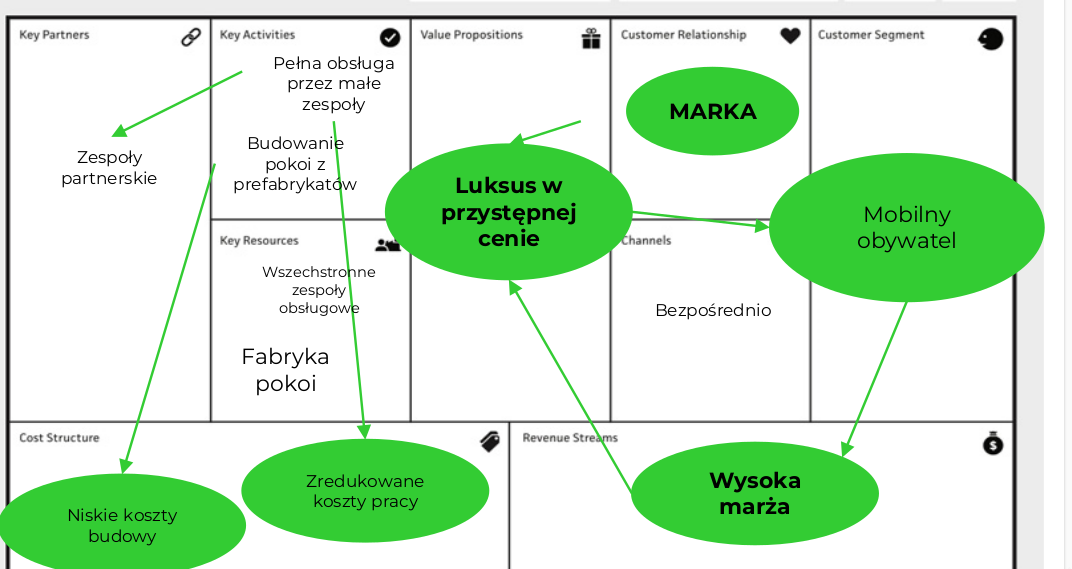 Key Partners
Zespoły
partnerskie
Key Activities
Pełna obsługa
przez małe
zespoły
Budowanie
pokoi z
prefabrykatów
Key Resources
Wszechstronne
zespoły
obsługowe
Fabryka
pokoi
Value Propositions
Luksus w
przystępnej
cenie
Customer Relationship
MARKA
Channels
Bezpośrednio
Customer Segment
Mobilny
obywatel
Cost Structure
Niskie koszty
budowy
Zredukowane
koszty pracy
Revenue Streams
Wysoka
marża